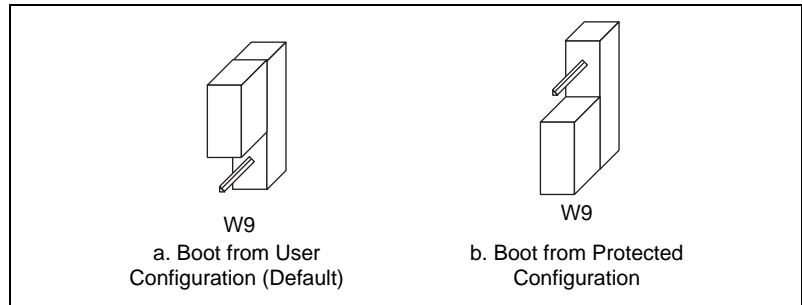 W9
a. Boot from User
Configuration (Default)
W9
b. Boot from Protected
Configuration